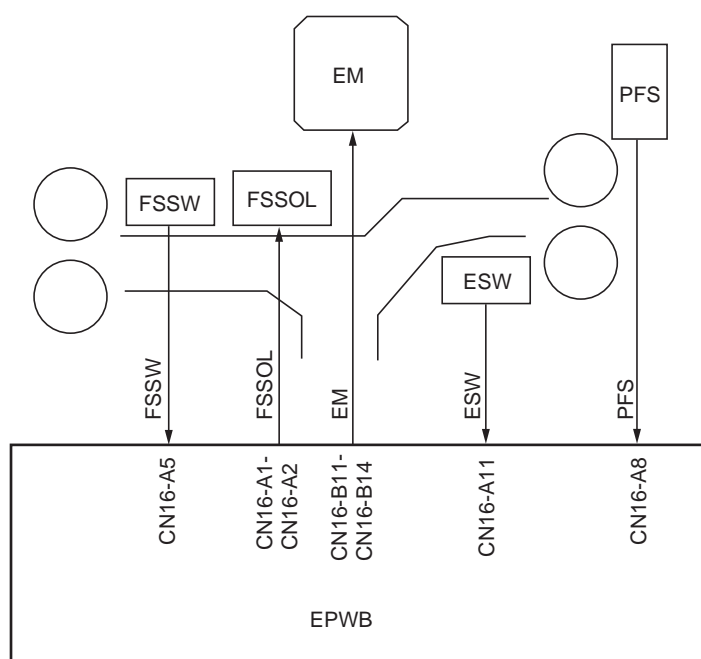 EM
PFS
FSSW
FSSOL
ESW
FSSW
FSSOL
EM
ESW
PFS
CN16-A5
CN16-A1-
CN16-A2
CN16-B11-
CN16-B14
CN16-A11
CN16-A8
EPWB